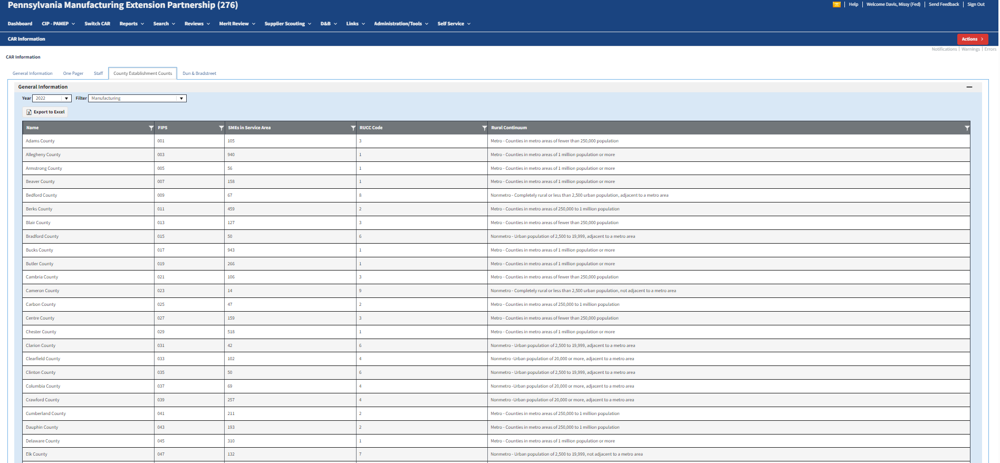 Pennsylvania Manufacturing Extension Partnership (276)
Help | Welcome Davis, Missy (Fed) | Send Feedback | Sign Out
Dashboard CIP - PAMEP Switch CAR Reports Search Reviews Merit Review Supplier Scouting D&B Links Administration/Tools Self Service
CAR Information
Actions
Notifications | Warnings | Errors
CAR Information
General Information One Pager Staff County Establishment Counts Dun & Bradstreet
General Information
Year 2022 Filter Manufacturing
Export to Excel
Name FIPS SMEs in Service Area RUCC Code Rural Continuum
Adams County 001 105 3 Metro - Counties in metro areas of fewer than 250,000 population
Allegheny County 003 940 1 Metro - Counties in metro areas of 1 million population or more
Armstrong County 005 56 1 Metro - Counties in metro areas of 1 million population or more
Beaver County 007 158 1 Metro - Counties in metro areas of 1 million population or more
Bedford County 009 67 8 Nonmetro - Completely rural or less than 2,500 urban population, adjacent to a metro area
Berks County 011 459 2 Metro - Counties in metro areas of 250,000 to 1 million population
Blair County 013 127 3 Metro - Counties in metro areas of fewer than 250,000 population
Bradford County 015 50 6 Nonmetro - Urban population of 2,500 to 19,999, adjacent to a metro area
Bucks County 017 943 1 Metro - Counties in metro areas of 1 million population or more
Butler County 019 266 1 Metro - Counties in metro areas of 1 million population or more
Cambria County 021 106 3 Metro - Counties in metro areas of fewer than 250,000 population
Cameron County 023 14 9 Nonmetro - Completely rural or less than 2,500 urban population, not adjacent to a metro area
Carbon County 025 47 2 Metro - Counties in metro areas of 250,000 to 1 million population
Centre County 027 159 3 Metro - Counties in metro areas of fewer than 250,000 population
Chester County 029 518 1 Metro - Counties in metro areas of 1 million population or more
Clarion County 031 42 6 Nonmetro - Urban population of 2,500 to 19,999, adjacent to a metro area
Clearfield County 033 102 4 Nonmetro -Urban population of 20,000 or more, adjacent to a metro area
Clinton County 035 50 6 Nonmetro - Urban population of 2,500 to 19,999, adjacent to a metro area
Columbia County 037 69 4 Nonmetro -Urban population of 20,000 or more, adjacent to a metro area
Crawford County 039 257 4 Nonmetro -Urban population of 20,000 or more, adjacent to a metro area
Cumberland County 041 211 2 Metro - Counties in metro areas of 250,000 to 1 million population
Dauphin County 043 193 2 Metro - Counties in metro areas of 250,000 to 1 million population
Delaware County 045 310 1 Metro - Counties in metro areas of 1 million population or more
Elk County 047 132 7 Nonmetro - Urban population of 2,500 to 19,999, not adjacent to a metro area